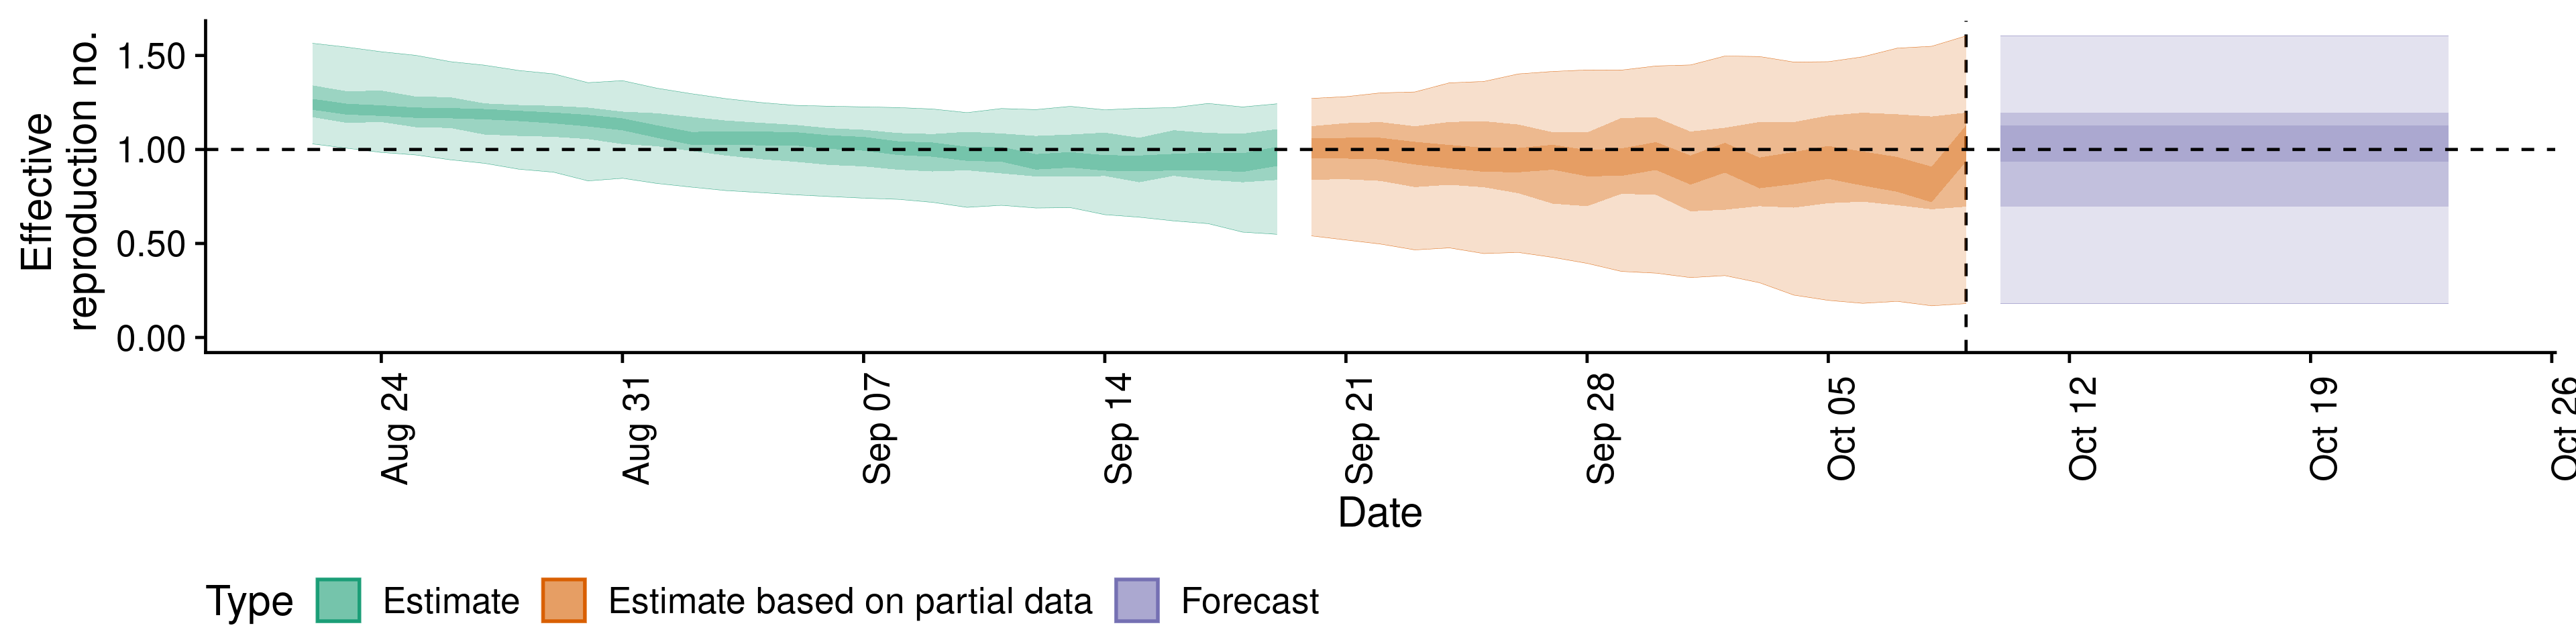 Effective
reproduction no.
1.50
1.00
0.50
0.00
Aug 24
Aug 31
Sep 07
Sep 14
Sep 21
Sep 28
Oct 05
Oct 12
Oct 19
Oct 26
Date
Type Estimate Estimate based on partial data Forecast